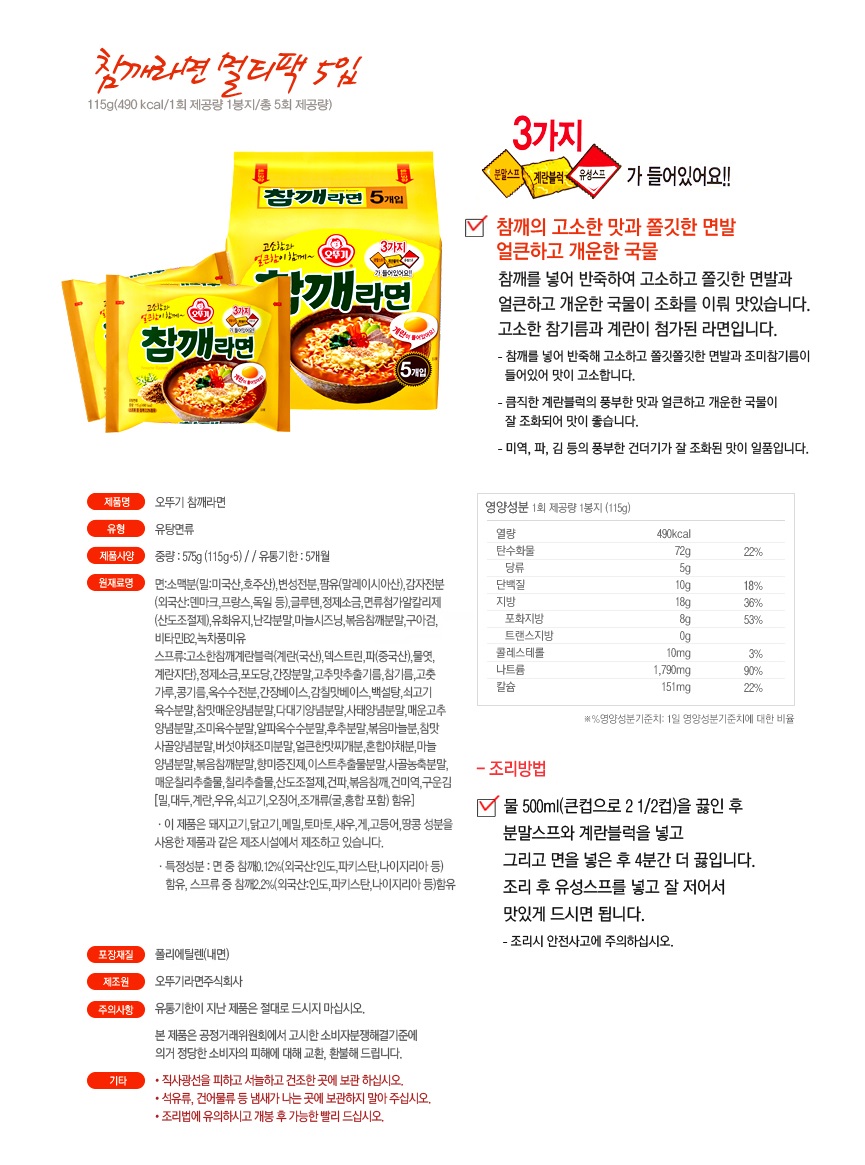 참깨라면 멀티팩 5입
115g(490 kcal/1회 제공량 1봉지/총 5회 제공량)
3가지
분말스프 계란블럭 유성스프 가 들어있어요!!
참깨라면 5개입
고소함과
얼큰함이 함께~
오뚜기
3가지
가 들어있어요!!
참깨라면
계란이 들어있어요!
5개입
고소함과
얼큰함이 함께~
오뚜기
3가지
참깨라면
계란이 들어있어요!
참깨의 고소한 맛과 쫄깃한 면발
얼큰하고 개운한 국물
참깨를 넣어 반죽하여 고소하고 쫄깃한 면발과
얼큰하고 개운한 국물이 조화를 이뤄 맛있습니다.
고소한 참기름과 계란이 첨가된 라면입니다.
- 참깨를 넣어 반죽해 고소하고 쫄깃쫄깃한 면발과 조미참기름이
들어있어 맛이 고소합니다.
- 큼직한 계란블럭의 풍부한 맛과 얼큰하고 개운한 국물이
잘 조화되어 맛이 좋습니다.
- 미역, 파, 김 등의 풍부한 건더기가 잘 조화된 맛이 일품입니다.
제품명 오뚜기 참깨라면
유형 유탕면류
제품사양 중량 : 575g (115g*5) / / 유통기한 : 5개월
원재료명 면:소맥분(밀:미국산,호주산),변성전분,팜유(말레이시아산),감자전분
(외국산:덴마크,프랑스,독일 등),글루텐,정제소금,면류첨가알칼리제
(산도조절제),유화유지,난각분말,마늘시즈닝,볶음참깨분말,구아검,
비타민B2,녹차풍미유
스프류:고소한참깨계란블럭(계란(국산),덱스트린,파(중국산),물엿,
계란지단),정제소금,포도당,간장분말,고추맛추출기름,참기름,고춧
가루,콩기름,옥수수전분,간장베이스,감칠맛베이스,백설탕,쇠고기
육수분말,참맛매운양념분말,다대기양념분말,사태양념분말,매운고추
양념분말,조미육수분말,알파옥수수분말,후추분말,볶음마늘분,참맛
사골양념분말,버섯야채조미분말,얼큰한맛찌개분,혼합야채분,마늘
양념분말,볶음참깨분말,향미증진제,이스트추출물분말,사골농축분말,
매운칠리추출물,칠리추출물,산도조절제,건파,볶음참깨,건미역,구운김
[밀,대두,계란,우유,쇠고기,오징어,조개류(굴,홍합 포함) 함유]
· 이 제품은 돼지고기,닭고기,메밀,토마토,새우,게,고등어,땅콩 성분을
사용한 제품과 같은 제조시설에서 제조하고 있습니다.
· 특정성분 : 면 중 참깨0.12%(외국산:인도,파키스탄,나이지리아 등)
함유, 스프류 중 참깨2.2%(외국산:인도,파키스탄,나이지리아 등)함유
포장재질 폴리에틸렌(내면)
제조원 오뚜기라면주식회사
주의사항 유통기한이 지난 제품은 절대로 드시지 마십시오.
본 제품은 공정거래위원회에서 고시한 소비자분쟁해결기준에
의거 정당한 소비자의 피해에 대해 교환, 환불해 드립니다.
기타 • 직사광선을 피하고 서늘하고 건조한 곳에 보관 하십시오.
• 석유류, 건어물류 등 냄새가 나는 곳에 보관하지 말아 주십시오.
• 조리법에 유의하시고 개봉 후 가능한 빨리 드십시오.
영양성분 1회 제공량 1봉지 (115g)
열량 490kcal
탄수화물 72g 22%
당류 5g
단백질 10g 18%
지방 18g 36%
포화지방 8g 53%
트랜스지방 0g
콜레스테롤 10mg 3%
나트륨 1,790mg 90%
칼슘 151mg 22%
※%영양성분기준치: 1일 영양성분기준치에 대한 비율
- 조리방법
물 500ml(큰컵으로 2 1/2컵)을 끓인 후
분말스프와 계란블럭을 넣고
그리고 면을 넣은 후 4분간 더 끓입니다.
조리 후 유성스프를 넣고 잘 저어서
맛있게 드시면 됩니다.
- 조리시 안전사고에 주의하십시오.